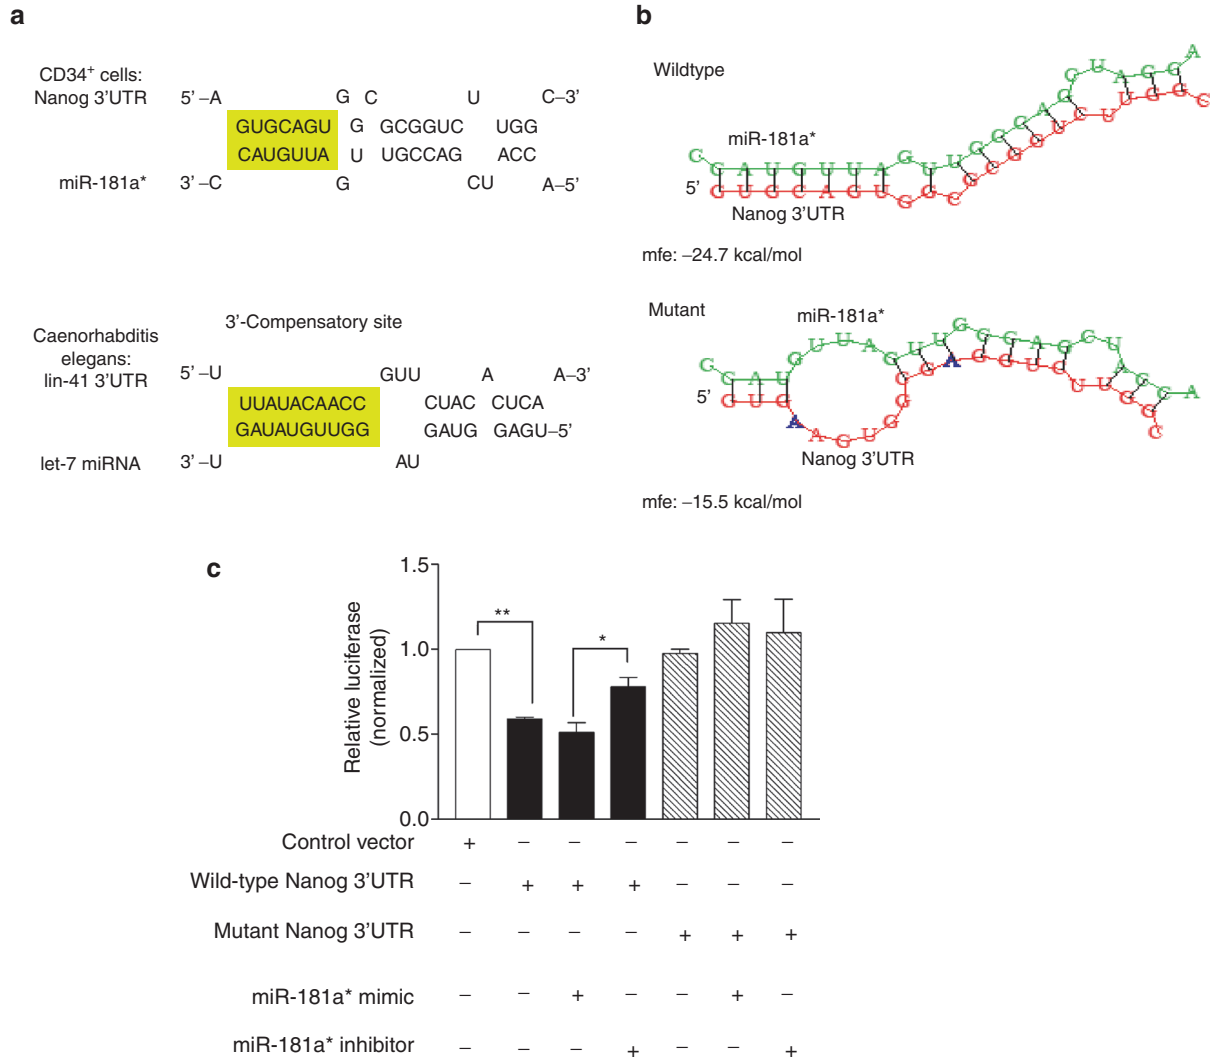 a
CD34+ cells:
Nanog 3'UTR
5' –A G C U C–3'
GUGCAGU G GCGGUC UGG
CAUGUUA U UGCCAG ACC
miR-181a* 3' –C G CU A–5'
3'-Compensatory site
Caenorhabditis
elegans:
lin-41 3'UTR
5' –U GUU A A–3'
UUAUACAACC CUAC CUCA
GAUAUGUUGG GAUG GAGU–5'
let-7 miRNA 3' –U AU
b
Wildtype
miR-181a*
C C A U G U U A G U U G C C A G C U A C C A
5' G U G C A G U G G C G C G G U C U U G G C
Nanog 3'UTR
mfe: –24.7 kcal/mol
Mutant
miR-181a*
C C A U G U U A G U U G C C A G C U A C C A
5'
Nanog 3'UTR
mfe: –15.5 kcal/mol
c
Relative luciferase
(normalized)
1.5
1.0
0.5
0.0
**
*
Control vector + – – – – – –
Wild-type Nanog 3'UTR – + + + – – –
Mutant Nanog 3'UTR – – – – + + +
miR-181a* mimic – – + – – + –
miR-181a* inhibitor – – – + – – +